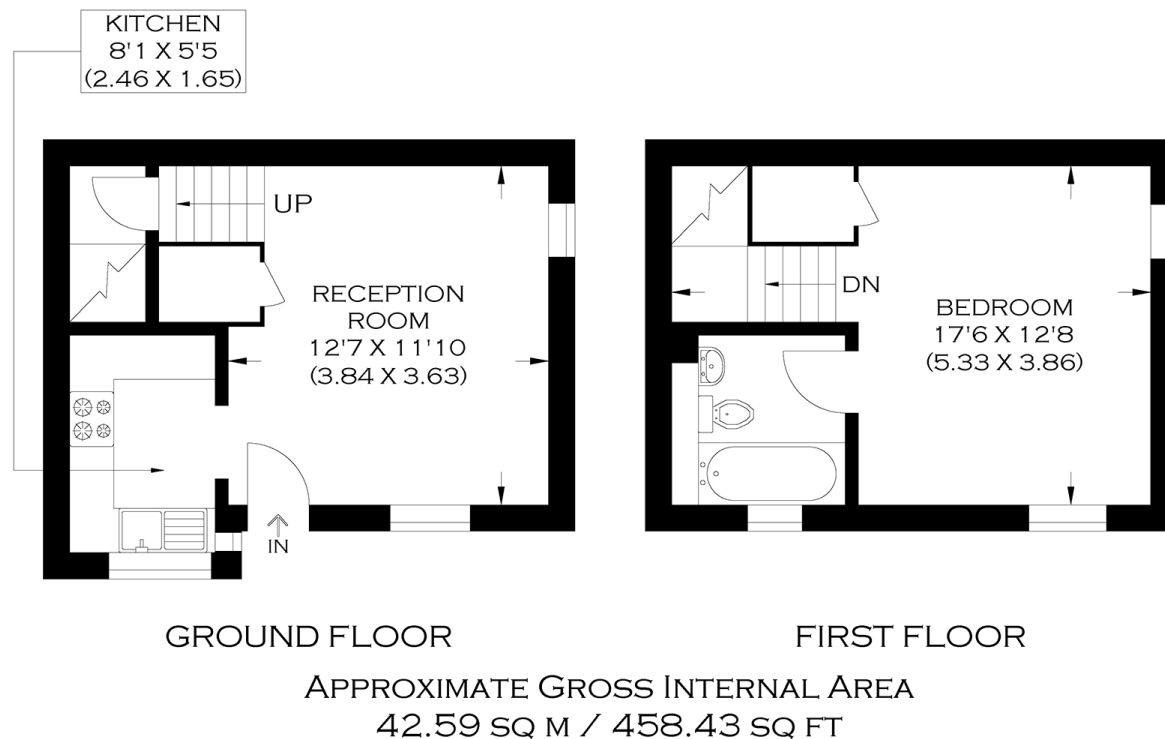 KITCHEN
8'1 X 5'5
(2.46 X 1.65)
UP
RECEPTION
ROOM
12'7 X 11'10
(3.84 X 3.63)
IN
DN
BEDROOM
17'6 X 12'8
(5.33 X 3.86)
GROUND FLOOR
FIRST FLOOR
APPROXIMATE GROSS INTERNAL AREA
42.59 SQ M / 458.43 SQ FT